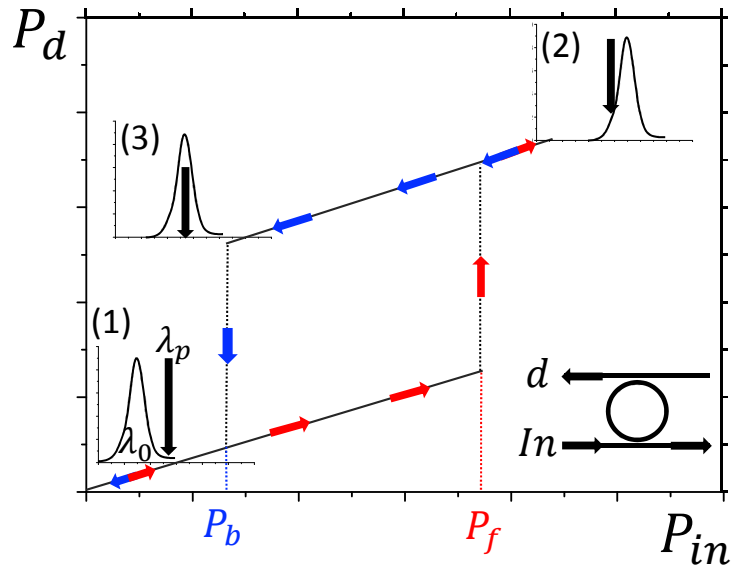 P_d
(2)
(3)
(1)
λ_p
λ_0
d
In
P_b
P_f
P_in